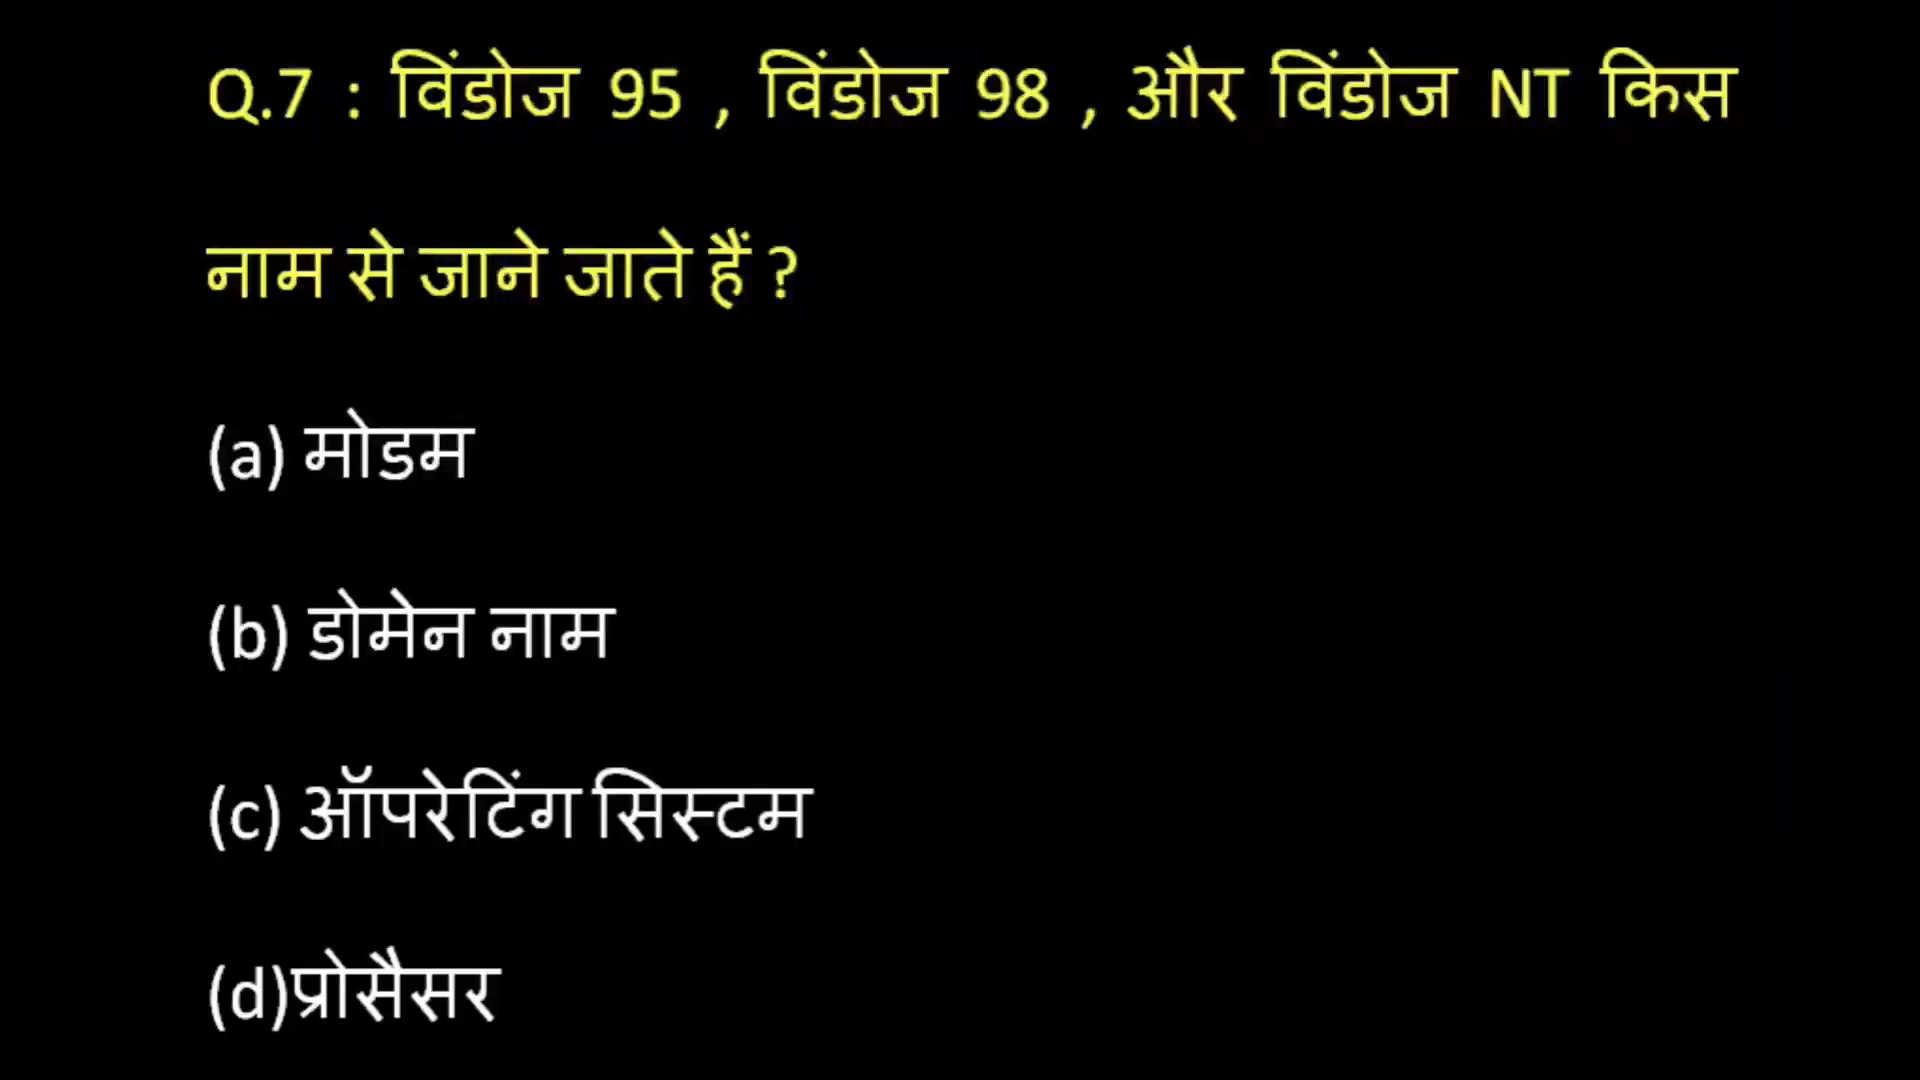 Q.7 : विंडोज 95 , विंडोज 98 , और विंडोज NT किस
नाम से जाने जाते हैं ?
(a) मोडम
(b) डोमेन नाम
(c) ऑपरेटिंग सिस्टम
(d)प्रोसैसर